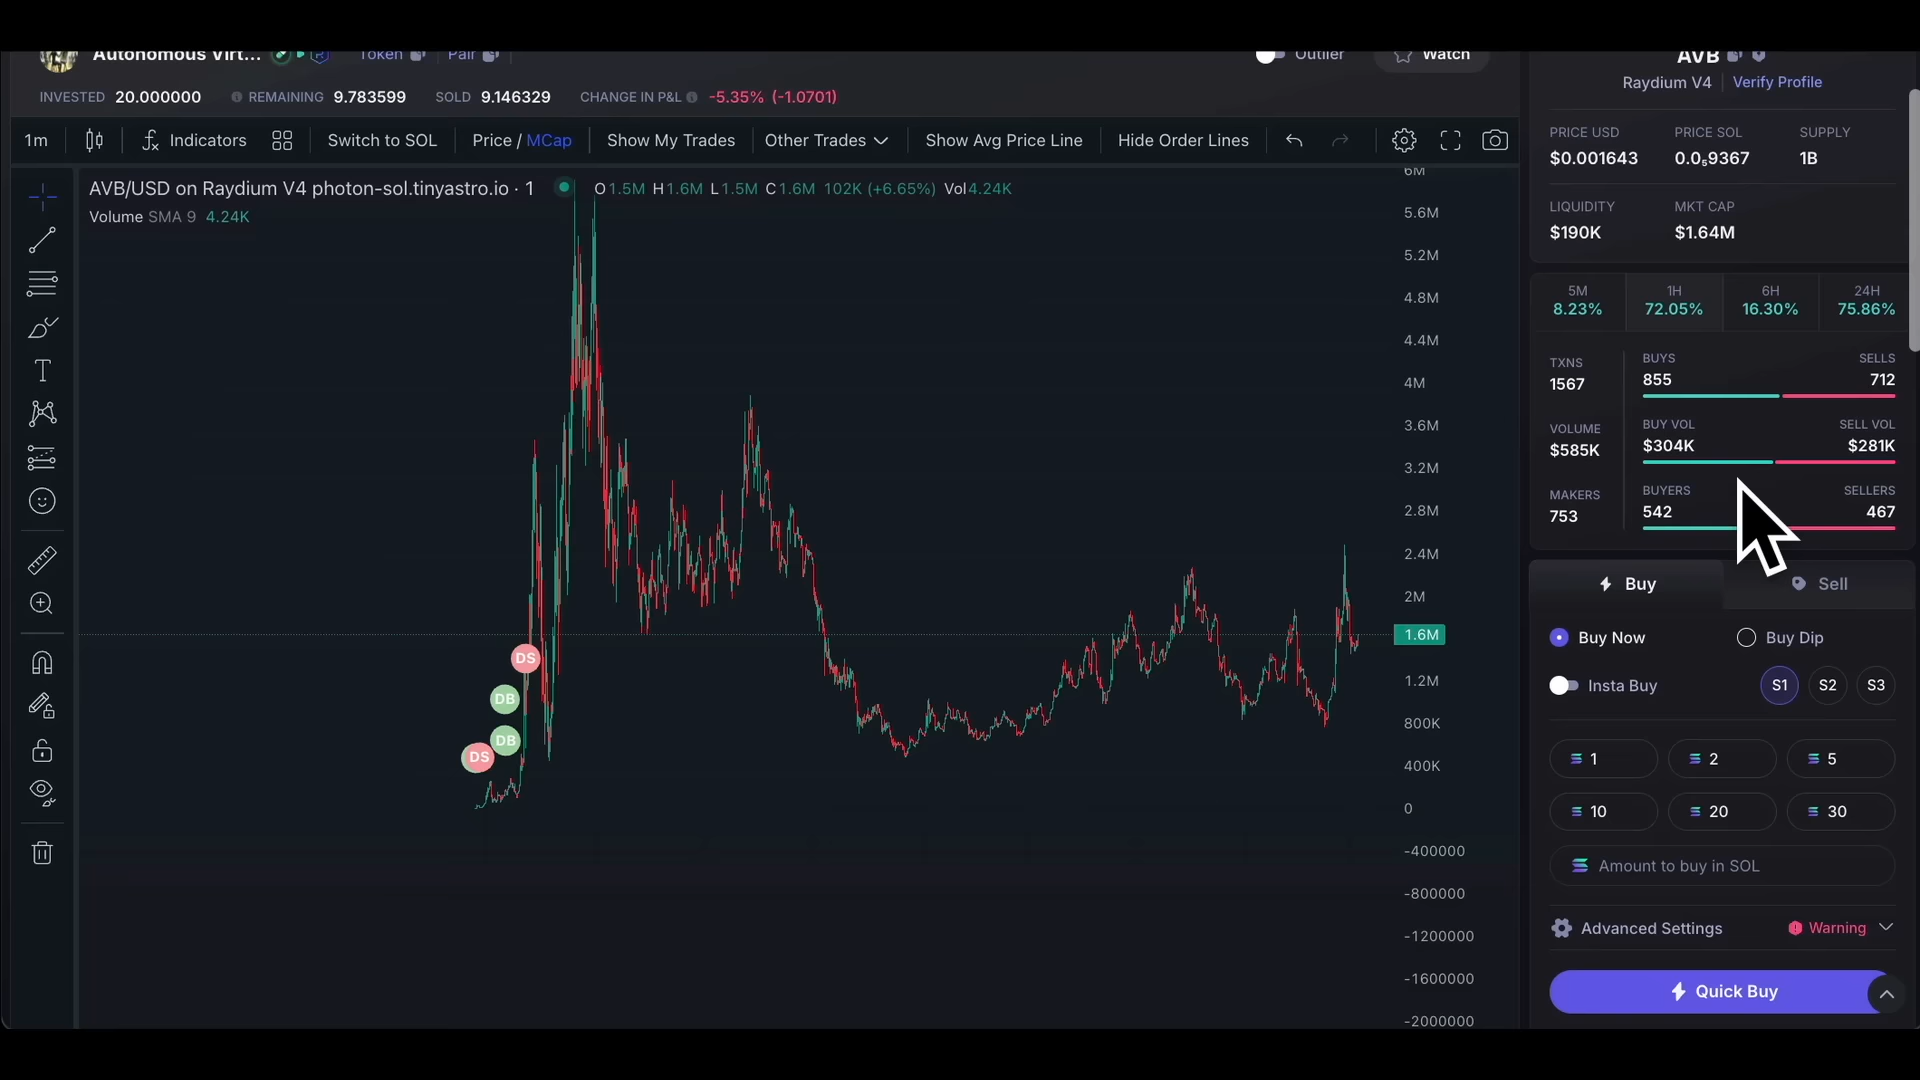 Autonomous Virt...
Token
Pair
Outlier
Watch
INVESTED 20.000000 REMAINING 9.783599 SOLD 9.146329 CHANGE IN P&L -5.35% (-1.0701)
1m Indicators Switch to SOL Price / MCap Show My Trades Other Trades Show Avg Price Line Hide Order Lines
AVB/USD on Raydium V4 photon-sol.tinyastro.io · 1 O1.5M H1.6M L1.5M C1.6M 102K (+6.65%) Vol4.24K
Volume SMA 9 4.24K
6M
5.6M
5.2M
4.8M
4.4M
4M
3.6M
3.2M
2.8M
2.4M
2M
1.6M
1.2M
800K
400K
0
-400000
-800000
-1200000
-1600000
-2000000
DS
DB
DB
DS
AVB
Raydium V4 Verify Profile
PRICE USD PRICE SOL SUPPLY
$0.001643 0.0₅9367 1B
LIQUIDITY MKT CAP
$190K $1.64M
5M 1H 6H 24H
8.23% 72.05% 16.30% 75.86%
TXNS BUYS SELLS
1567 855 712
VOLUME BUY VOL SELL VOL
$585K $304K $281K
MAKERS BUYERS SELLERS
753 542 467
Buy Sell
Buy Now Buy Dip
Insta Buy S1 S2 S3
1 2 5
10 20 30
Amount to buy in SOL
Advanced Settings Warning
Quick Buy